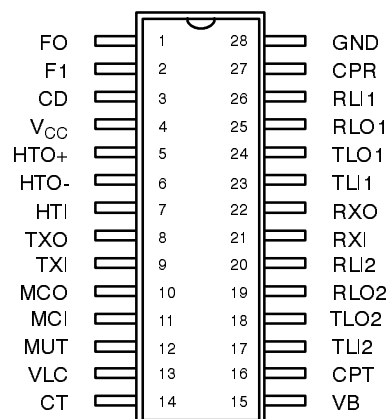 FO 1 28 GND
F1 2 27 CPR
CD 3 26 RLI1
VCC 4 25 RLO1
HTO+ 5 24 TLO1
HTO- 6 23 TLI1
HTI 7 22 RXO
TXO 8 21 RXI
TXI 9 20 RLI2
MCO 10 19 RLO2
MCI 11 18 TLO2
MUT 12 17 TLI2
VLC 13 16 CPT
CT 14 15 VB